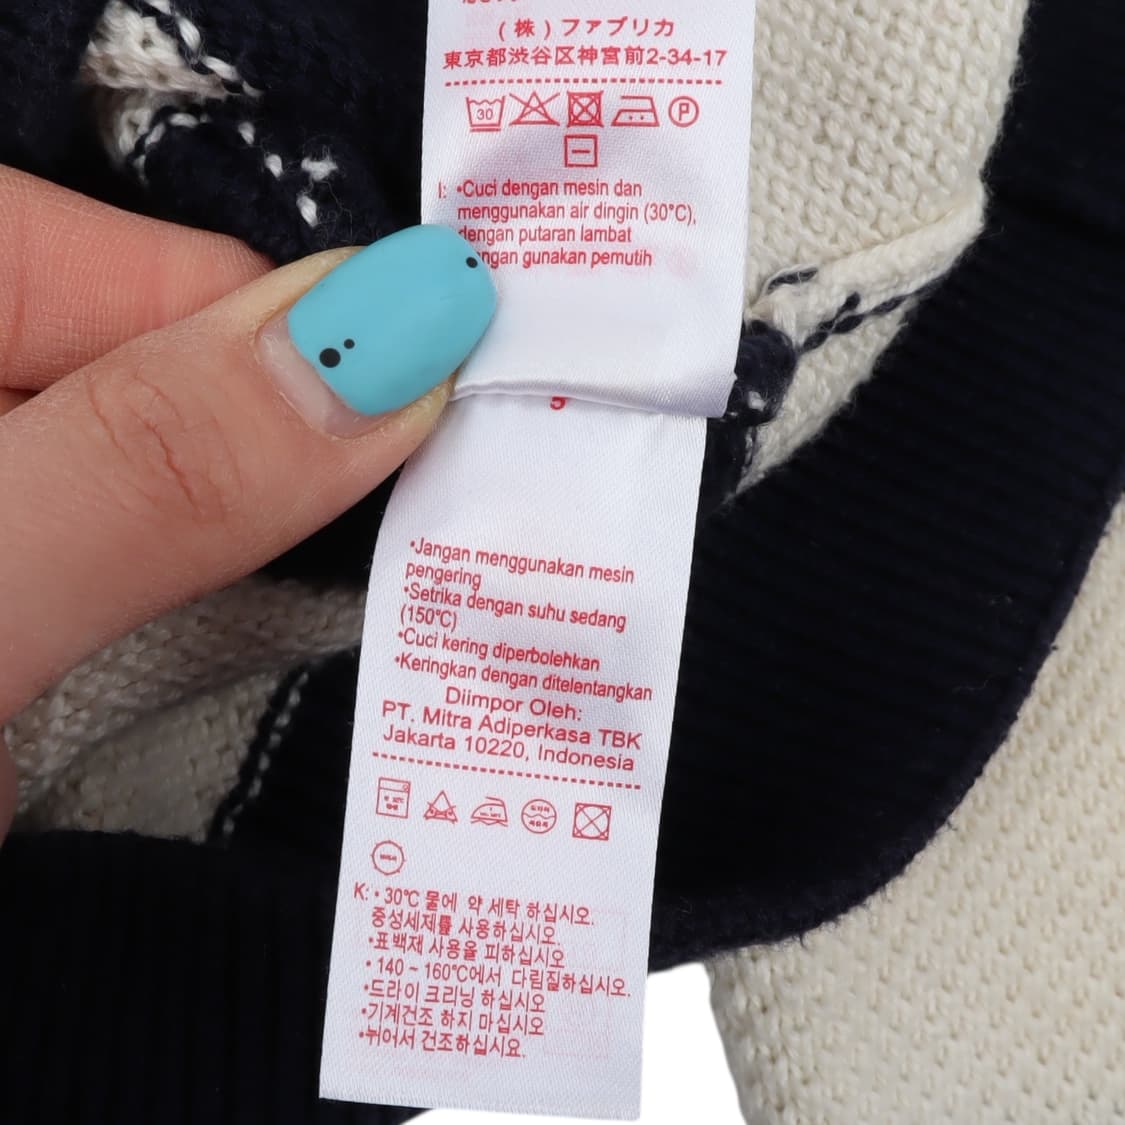 (株)ファブリカ
東京都渋谷区神宮前2-34-17
30
P
I: •Cuci dengan mesin dan
menggunakan air dingin (30°C),
dengan putaran lambat
gunakan pemutih
•Jangan menggunakan mesin
pengering
•Setrika dengan suhu sedang
(150°C)
•Cuci kering diperbolehkan
•Keringkan dengan ditelentangkan
Diimpor Oleh:
PT. Mitra Adiperkasa TBK
Jakarta 10220, Indonesia
K: • 30°C 물에 약 세탁 하십시오.
중성세제를 사용하십시오.
•표백재 사용을 피하십시오
• 140 ~ 160°C에서 다림질하십시오.
•드라이 크리닝 하십시오
•기계건조 하지 마십시오
•뉘어서 건조하십시요.